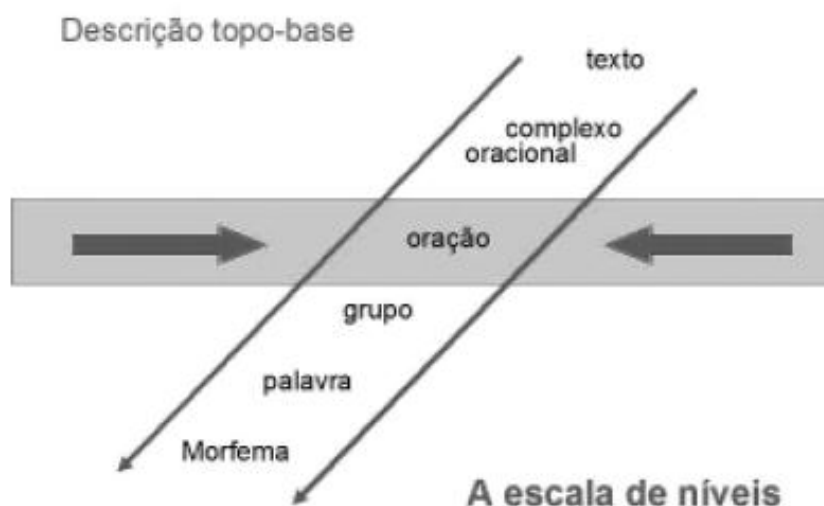 Descrição topo-base
texto
complexo
oracional
oração
grupo
palavra
Morfema
A escala de níveis